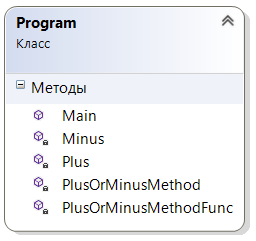 Program
Класс
Методы
Main
Minus
Plus
PlusOrMinusMethod
PlusOrMinusMethodFunc